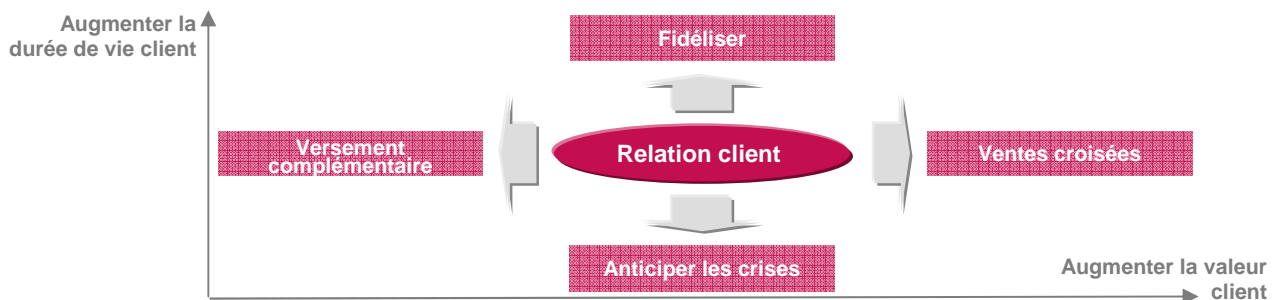 Augmenter la
durée de vie client
Fidéliser
Versement
complémentaire
Relation client
Ventes croisées
Anticiper les crises
Augmenter la valeur
client